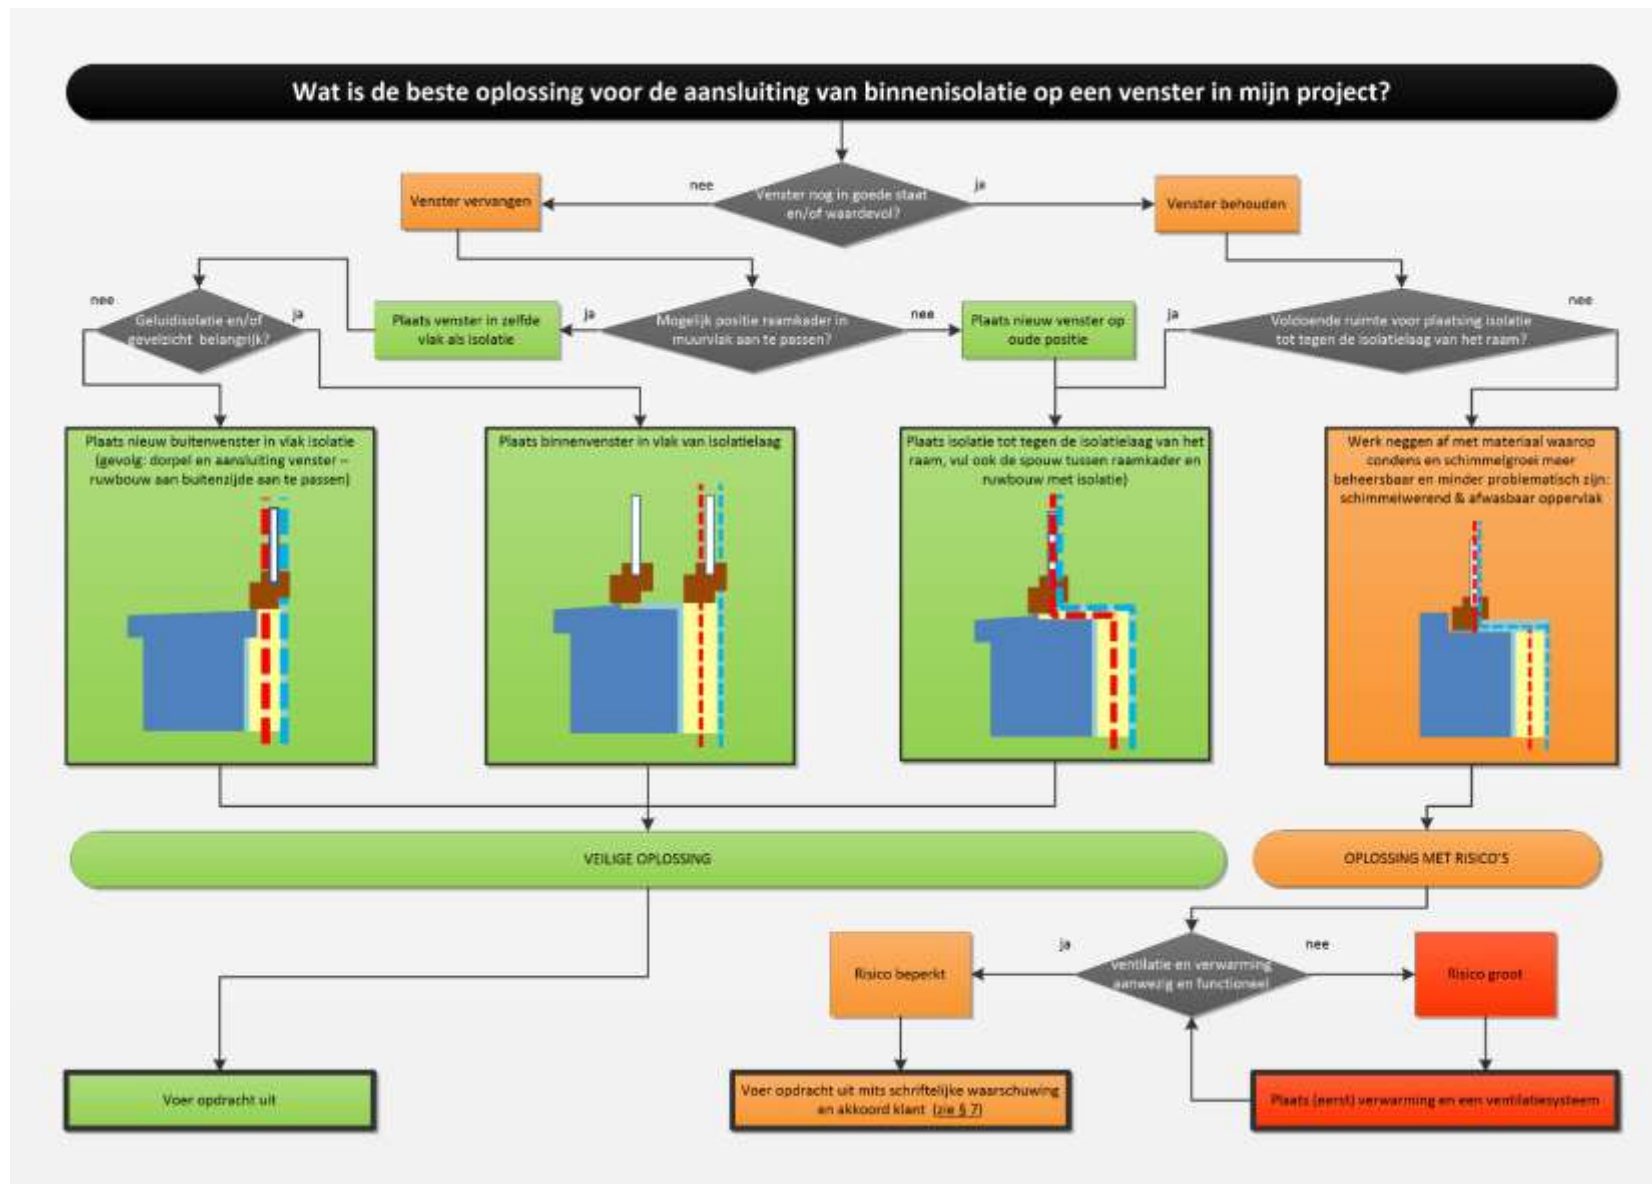 Wat is de beste oplossing voor de aansluiting van binnenisolatie op een venster in mijn project?
Venster vervangen
nee
Venster nog in goede staat
en/of waardevol?
ja
Venster behouden
nee
Geluidisolatie en/of
gevelzicht belangrijk?
ja
Plaats venster in zelfde
vlak als isolatie
ja
Mogelijk positie raamkader in
muurvlak aan te passen?
nee
Plaats nieuw venster op
oude positie
ja
Voldoende ruimte voor plaatsing isolatie
tot tegen de isolatielaag van het raam?
nee
Plaats nieuw buitenvenster in vlak isolatie
(gevolg: dorpel en aansluiting venster –
ruwbouw aan buitenzijde aan te passen)
Plaats binnenvenster in vlak van isolatielaag
Plaats isolatie tot tegen de isolatielaag van het
raam, vul ook de spouw tussen raamkader en
ruwbouw met isolatie)
Werk neggen af met materiaal waarop
condens en schimmelgroei meer
beheersbaar en minder problematisch zijn:
schimmelwerend & afwasbaar oppervlak
VEILIGE OPLOSSING
OPLOSSING MET RISICO'S
Risico beperkt
ja
ventilatie en verwarming
aanwezig en functioneel
nee
Risico groot
Voer opdracht uit
Voer opdracht uit mits schriftelijke waarschuwing
en akkoord klant (zie § 7)
Plaats (eerst) verwarming en een ventilatiesysteem